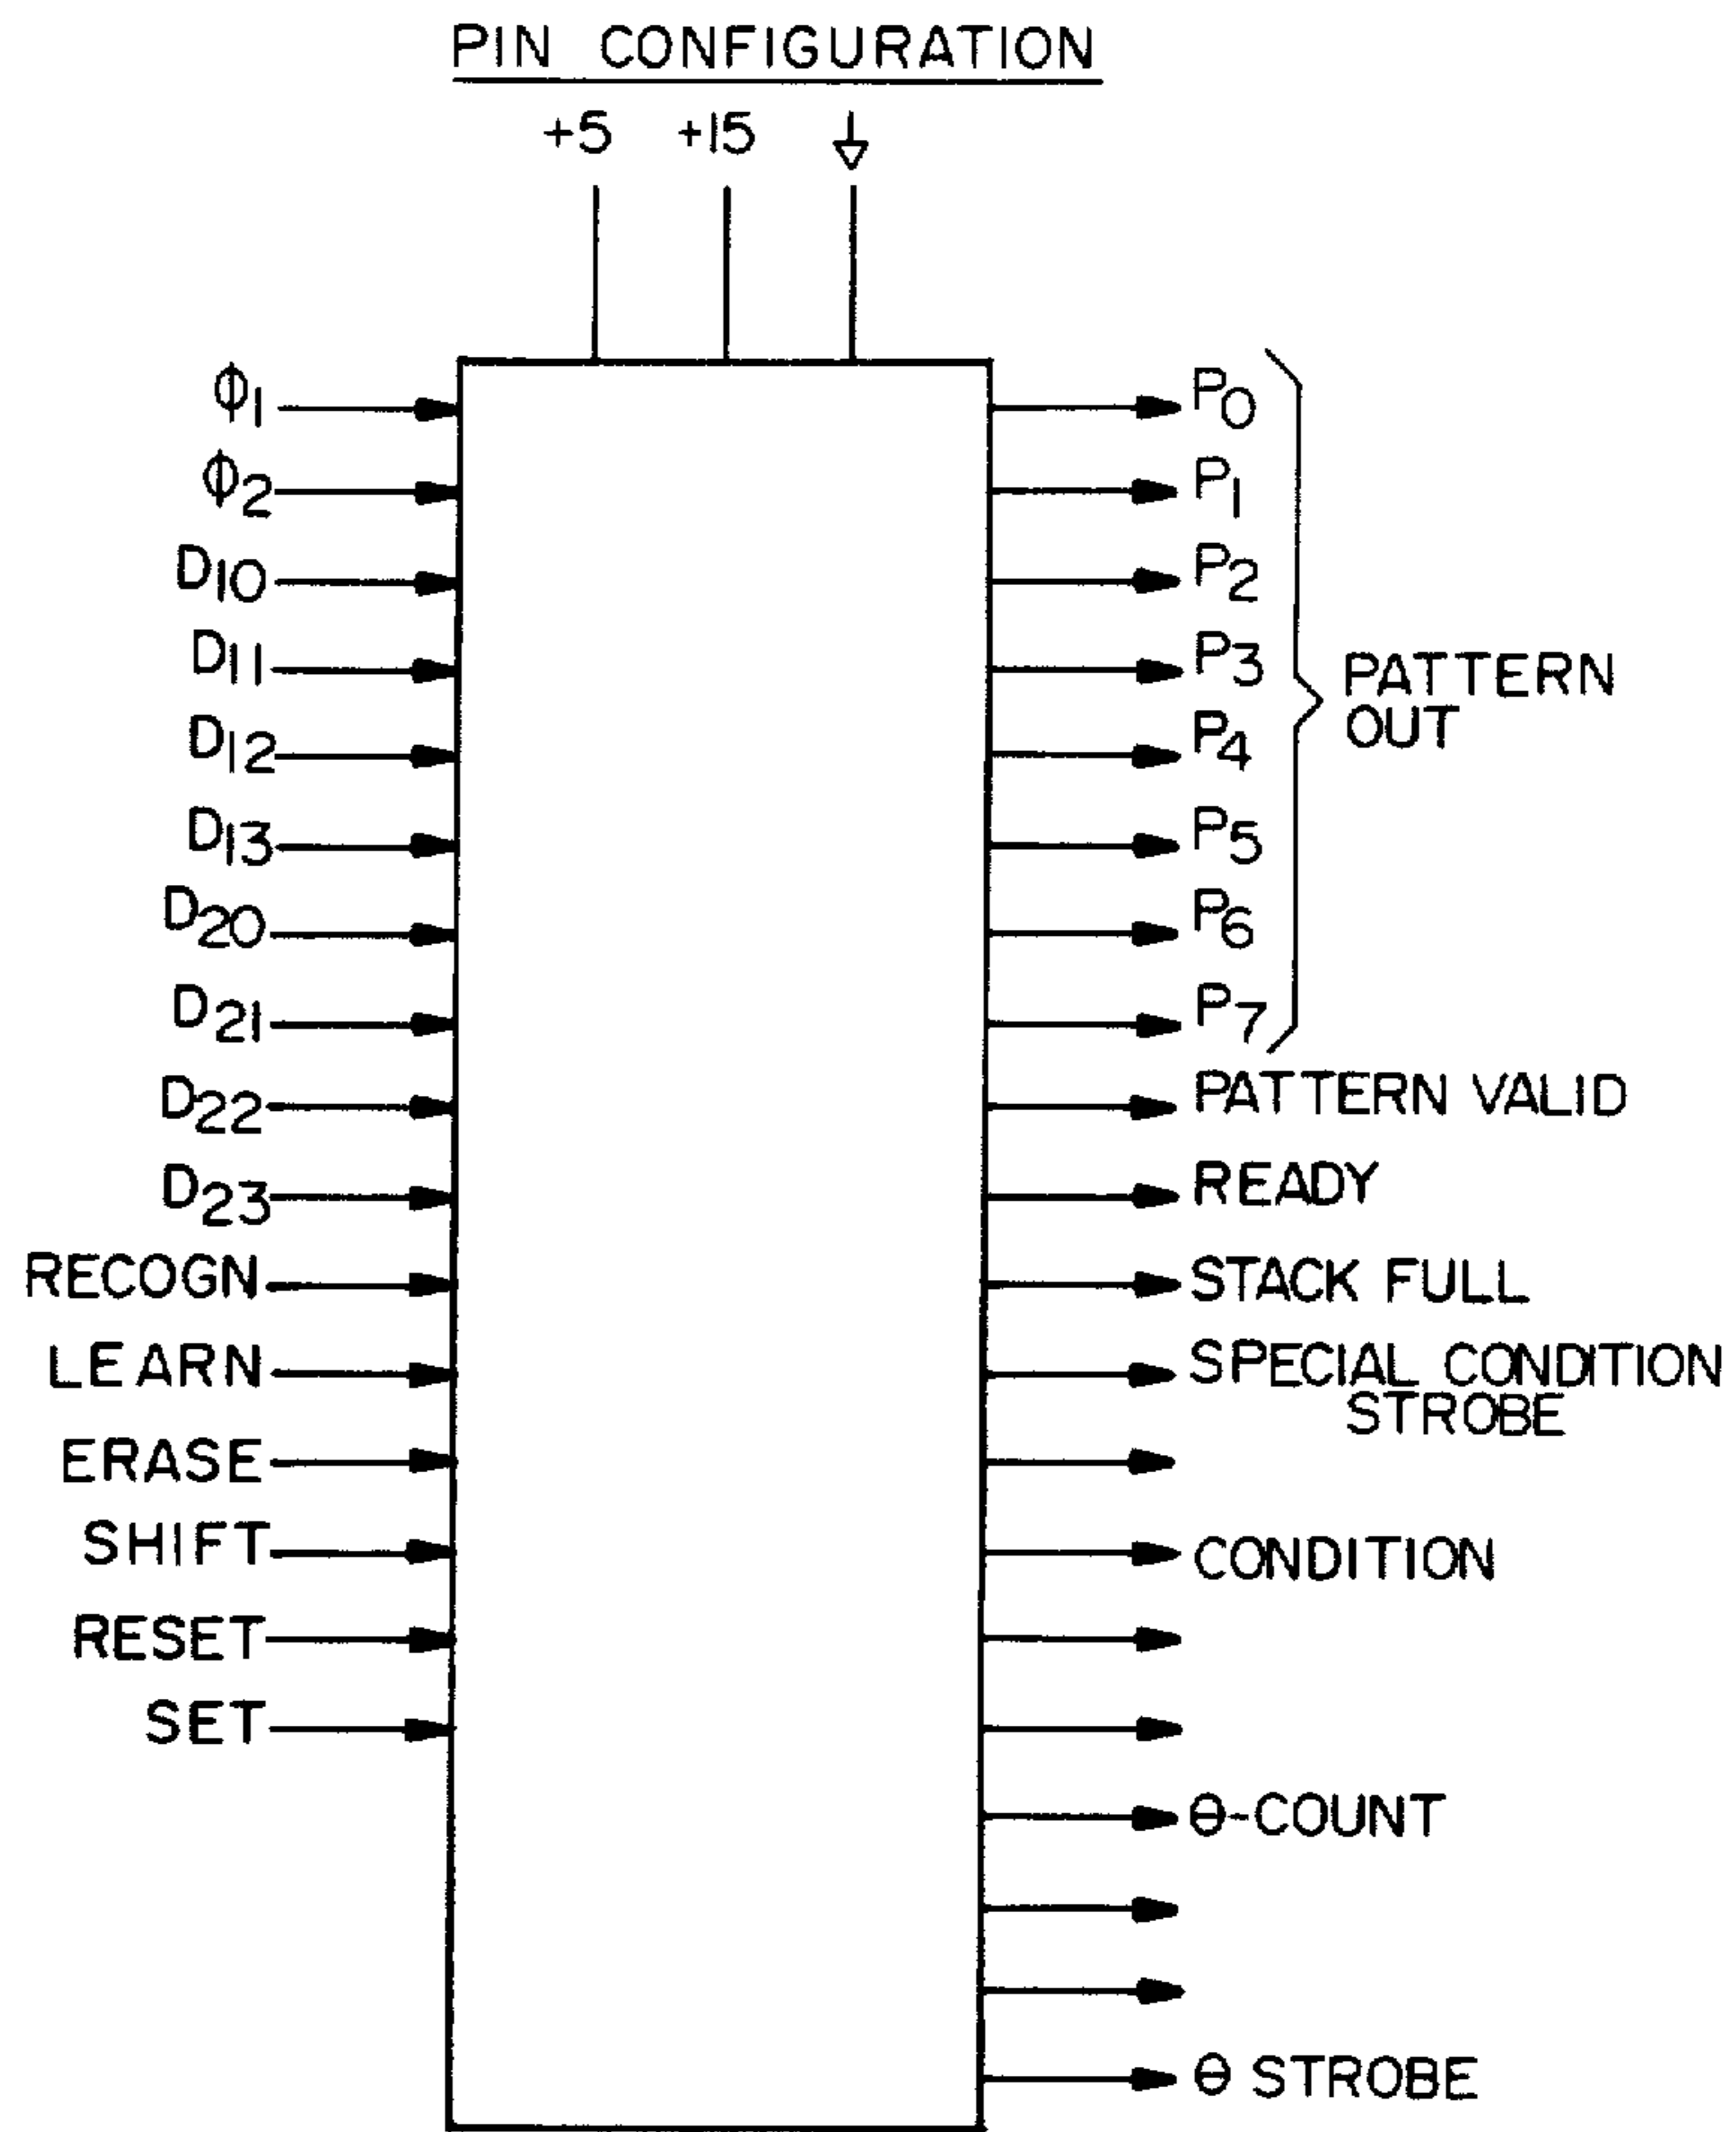 PIN CONFIGURATION
+5 +15
Φ1
Φ2
D10
D11
D12
D13
D20
D21
D22
D23
RECOGN
LEARN
ERASE
SHIFT
RESET
SET
P0
P1
P2
P3
P4
P5
P6
P7
PATTERN
OUT
PATTERN VALID
READY
STACK FULL
SPECIAL CONDITION
STROBE
CONDITION
θ-COUNT
θ STROBE